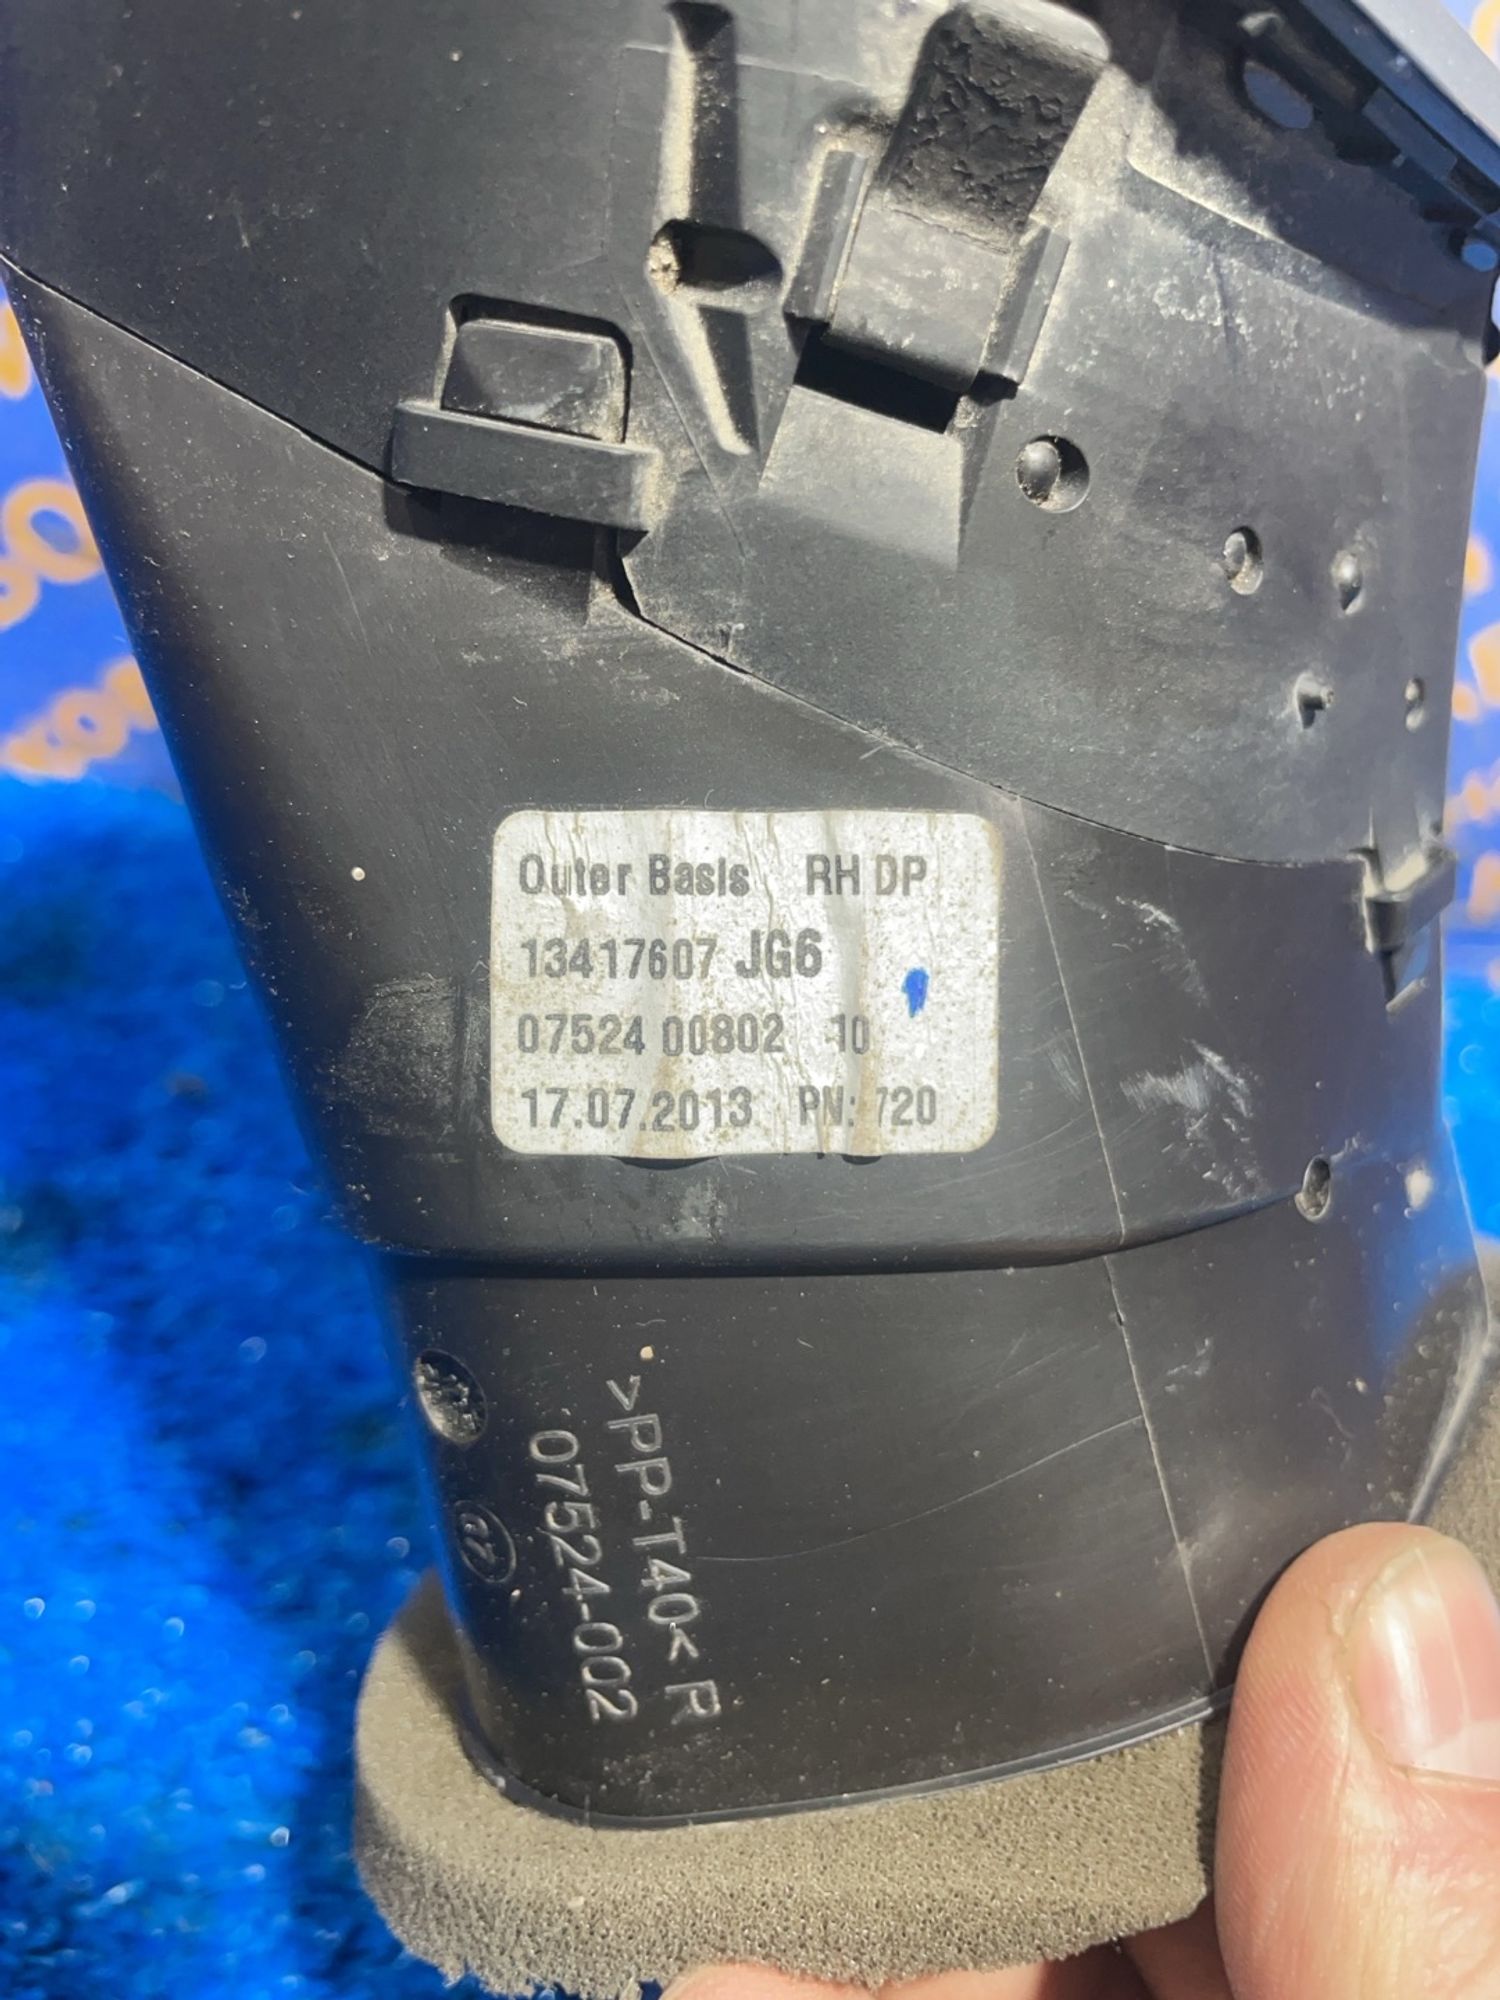 Outer Basis RH DP
13417607 JG6
07524 00802 10
17.07.2013 PN: 720
>PP-T40< R
07524-002